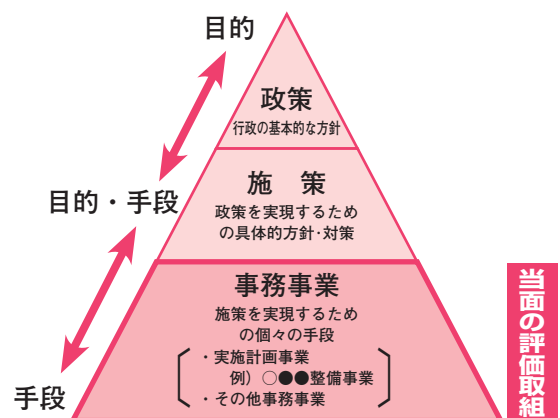 目的
政策
行政の基本的な方針
目的・手段
施　策
政策を実現するため
の具体的方針・対策
事務事業
施策を実現するため
の個々の手段
・実施計画事業
例）○●●整備事業
・その他事務事業
手段
当面の評価取組